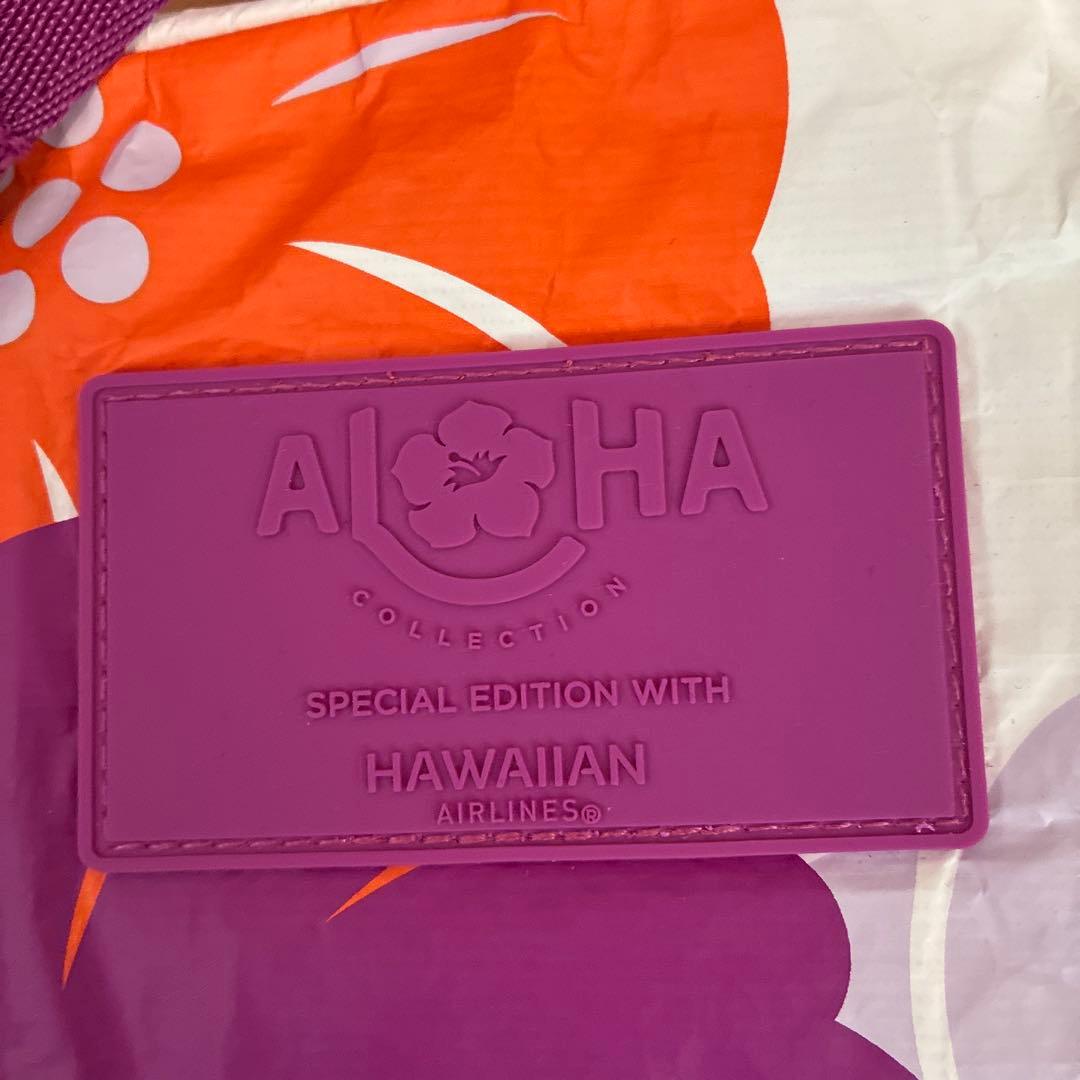 ALOHA
COLLECTION
SPECIAL EDITION WITH
HAWAIIAN
AIRLINES®